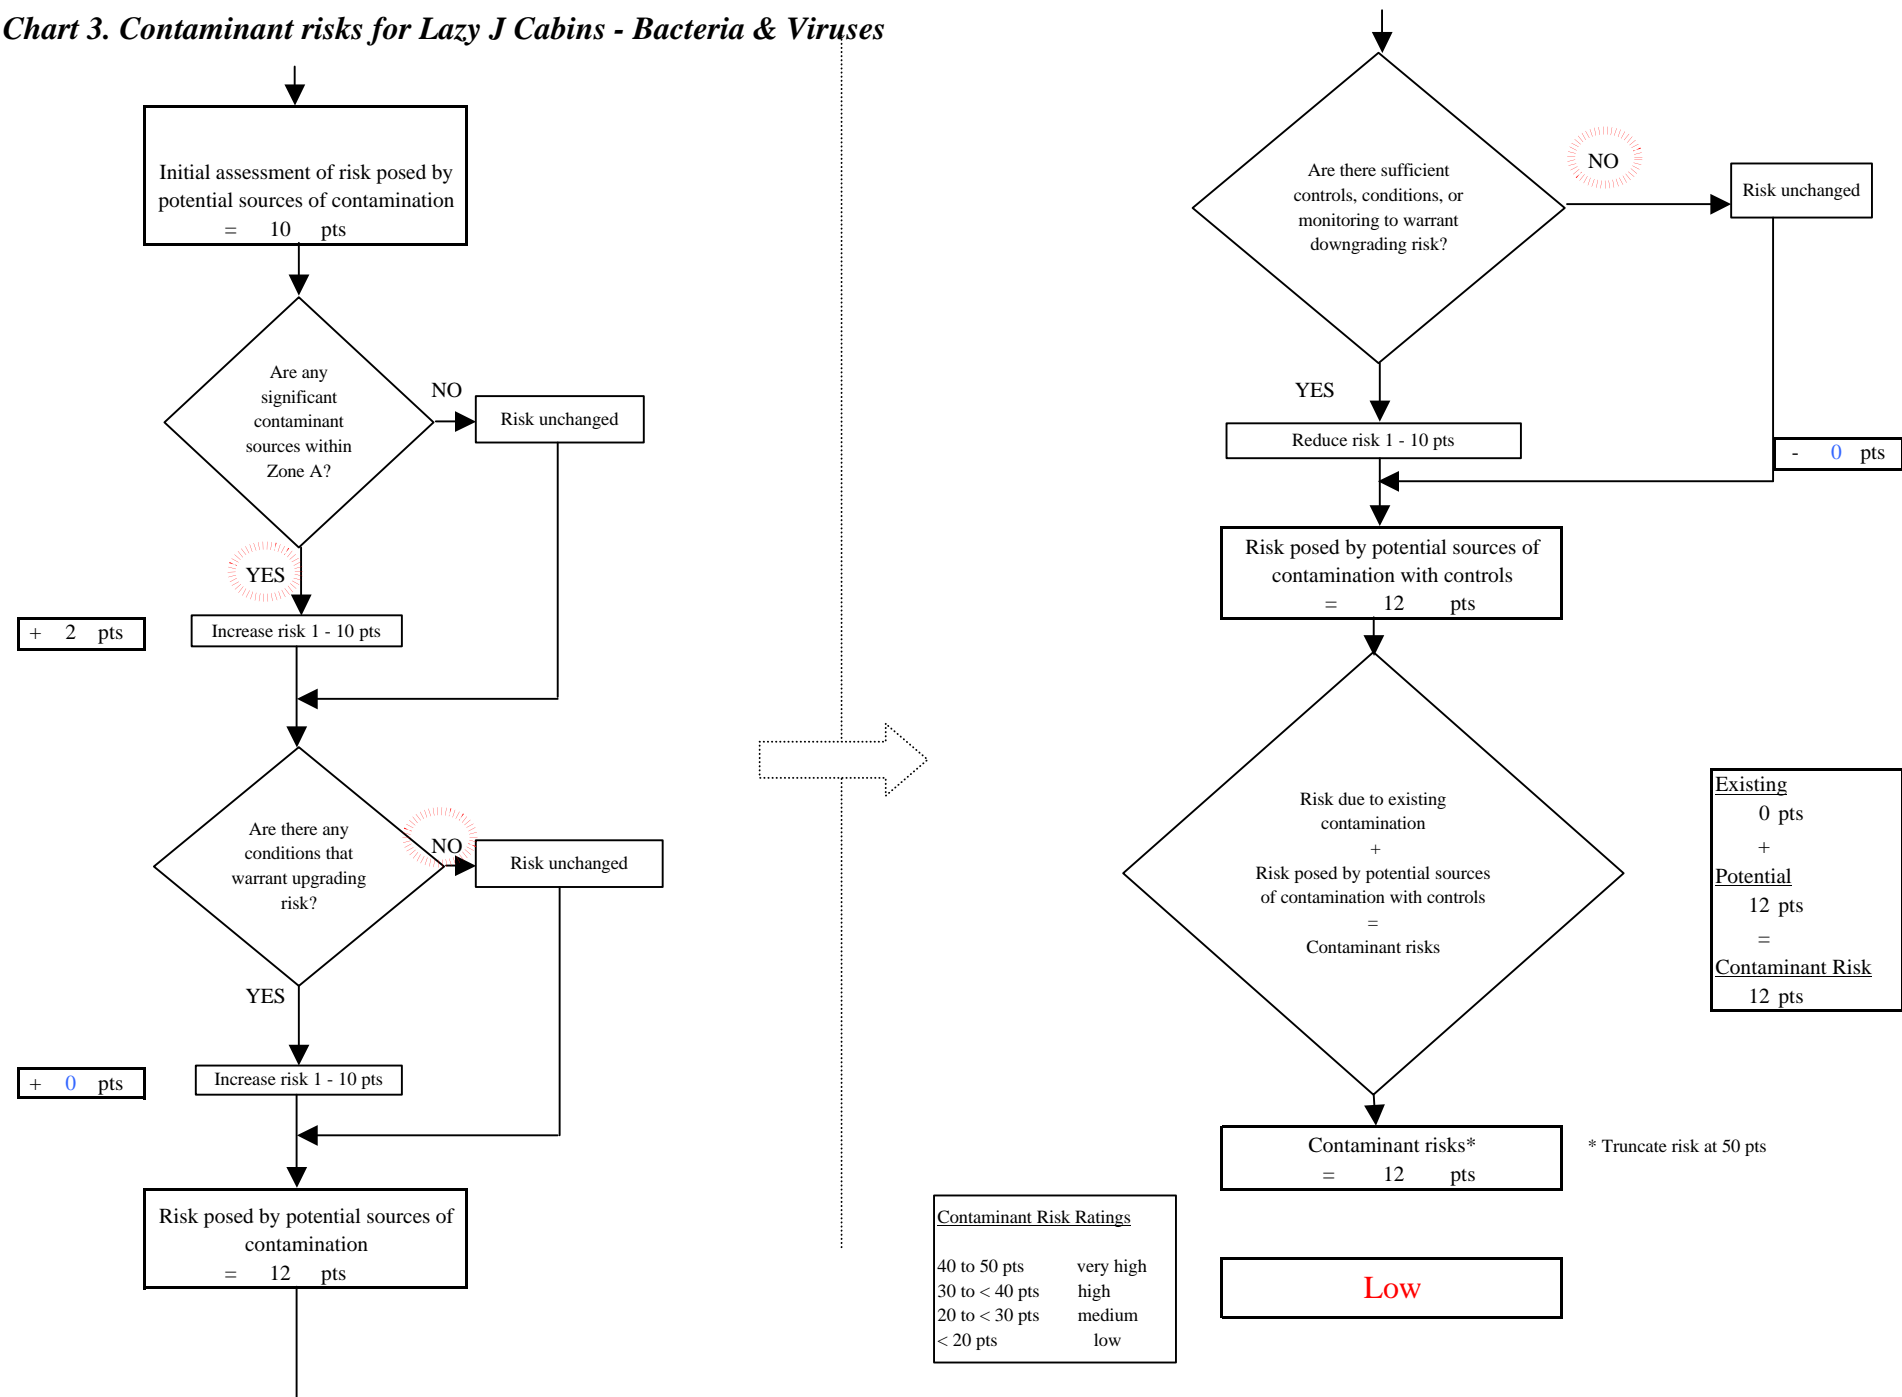 Chart 3. Contaminant risks for Lazy J Cabins - Bacteria & Viruses
Initial assessment of risk posed by
potential sources of contamination
= 10 pts
Are any
significant
contaminant
sources within
Zone A?
NO
Risk unchanged
YES
+ 2 pts
Increase risk 1 - 10 pts
Are there any
conditions that
warrant upgrading
risk?
NO
Risk unchanged
YES
+ 0 pts
Increase risk 1 - 10 pts
Risk posed by potential sources of
contamination
= 12 pts
Are there sufficient
controls, conditions, or
monitoring to warrant
downgrading risk?
NO
Risk unchanged
YES
Reduce risk 1 - 10 pts
- 0 pts
Risk posed by potential sources of
contamination with controls
= 12 pts
Risk due to existing
contamination
+
Risk posed by potential sources
of contamination with controls
=
Contaminant risks
Existing
0 pts
+
Potential
12 pts
=
Contaminant Risk
12 pts
Contaminant risks*
= 12 pts
* Truncate risk at 50 pts
Contaminant Risk Ratings
40 to 50 pts very high
30 to < 40 pts high
20 to < 30 pts medium
< 20 pts low
Low